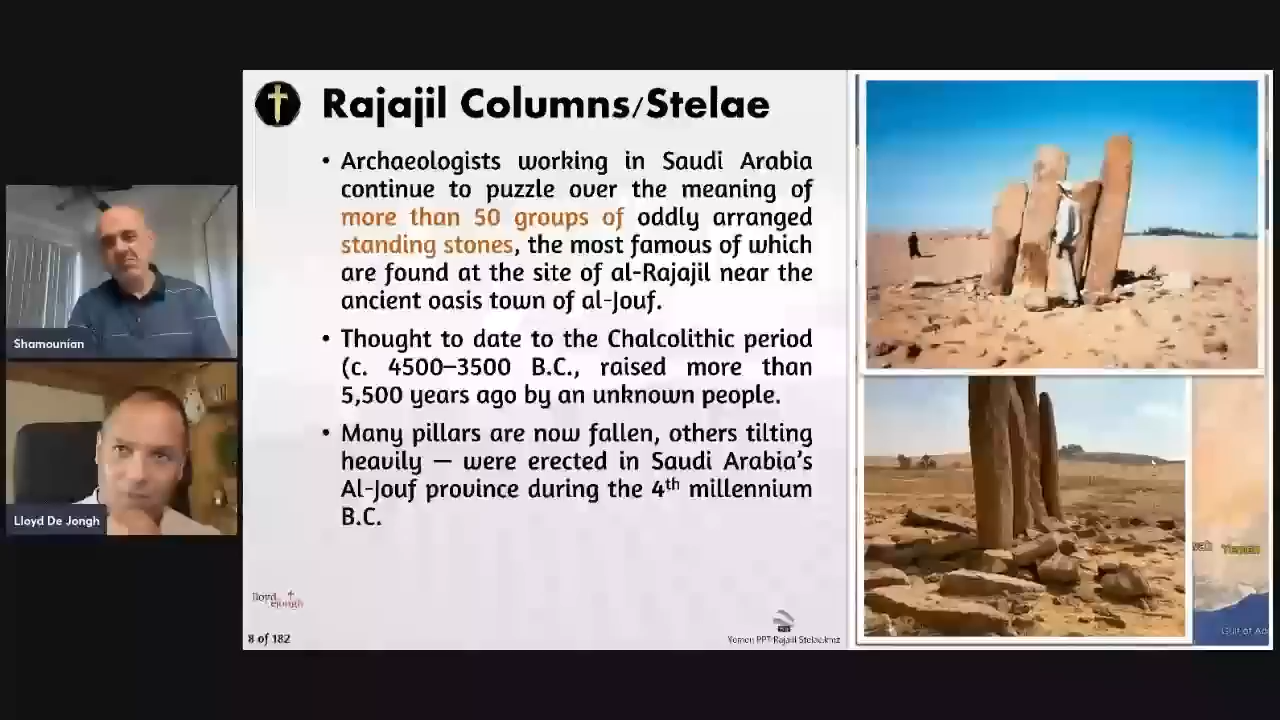 Rajajil Columns/Stelae
• Archaeologists working in Saudi Arabia
continue to puzzle over the meaning of
more than 50 groups of oddly arranged
standing stones, the most famous of which
are found at the site of al-Rajajil near the
ancient oasis town of al-Jouf.
• Thought to date to the Chalcolithic period
(c. 4500–3500 B.C., raised more than
5,500 years ago by an unknown people.
• Many pillars are now fallen, others tilting
heavily — were erected in Saudi Arabia's
Al-Jouf province during the 4th millennium
B.C.
Shamounian
Lloyd De Jongh
8 of 182
Yemen PPT-Rajajil Stelae.kmz
Yemen